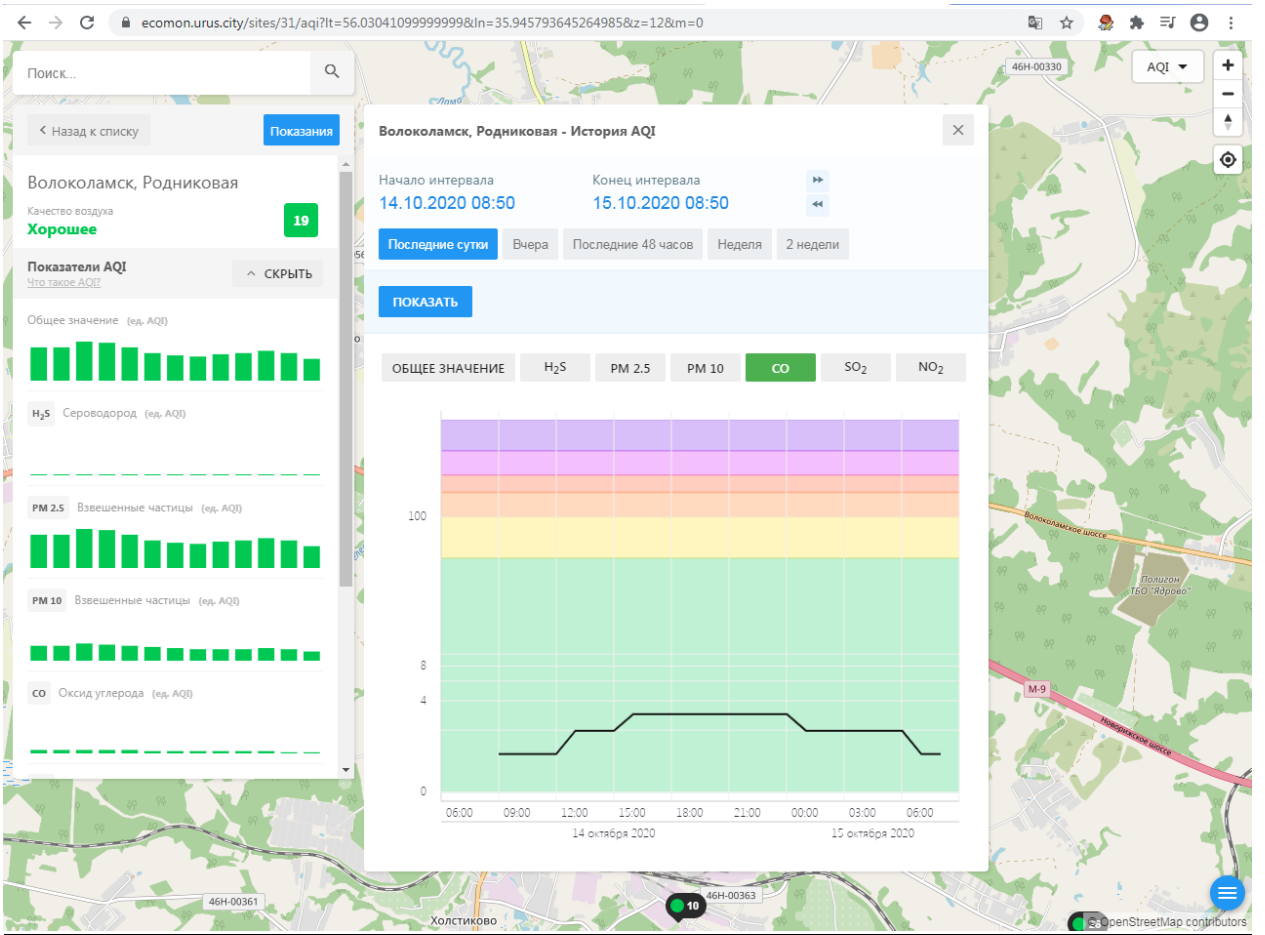 ecomon.urus.city/sites/31/aqi?lt=56.03041099999999&ln=35.945793645264985&z=12&m=0
Поиск...
46Н-00330
AQI
Назад к списку
Показания
Волоколамск, Родниковая
Качество воздуха
Хорошее
19
Показатели AQI
Что такое AQI?
СКРЫТЬ
Общее значение (ед. AQI)
H₂S Сероводород (ед. AQI)
PM 2.5 Взвешенные частицы (ед. AQI)
PM 10 Взвешенные частицы (ед. AQI)
CO Оксид углерода (ед. AQI)
Волоколамск, Родниковая - История AQI
Начало интервала
14.10.2020 08:50
Конец интервала
15.10.2020 08:50
Последние сутки
Вчера
Последние 48 часов
Неделя
2 недели
ПОКАЗАТЬ
ОБЩЕЕ ЗНАЧЕНИЕ
H₂S
PM 2.5
PM 10
CO
SO₂
NO₂
100
8
4
0
06:00 09:00 12:00 15:00 18:00 21:00 00:00 03:00 06:00
14 октября 2020 15 октября 2020
Волоколамское шоссе
Полигон
ТБО "Ядрово"
М-9
Новорижское шоссе
46Н-00361
46Н-00363
10
Холстиково
OpenStreetMap contributors